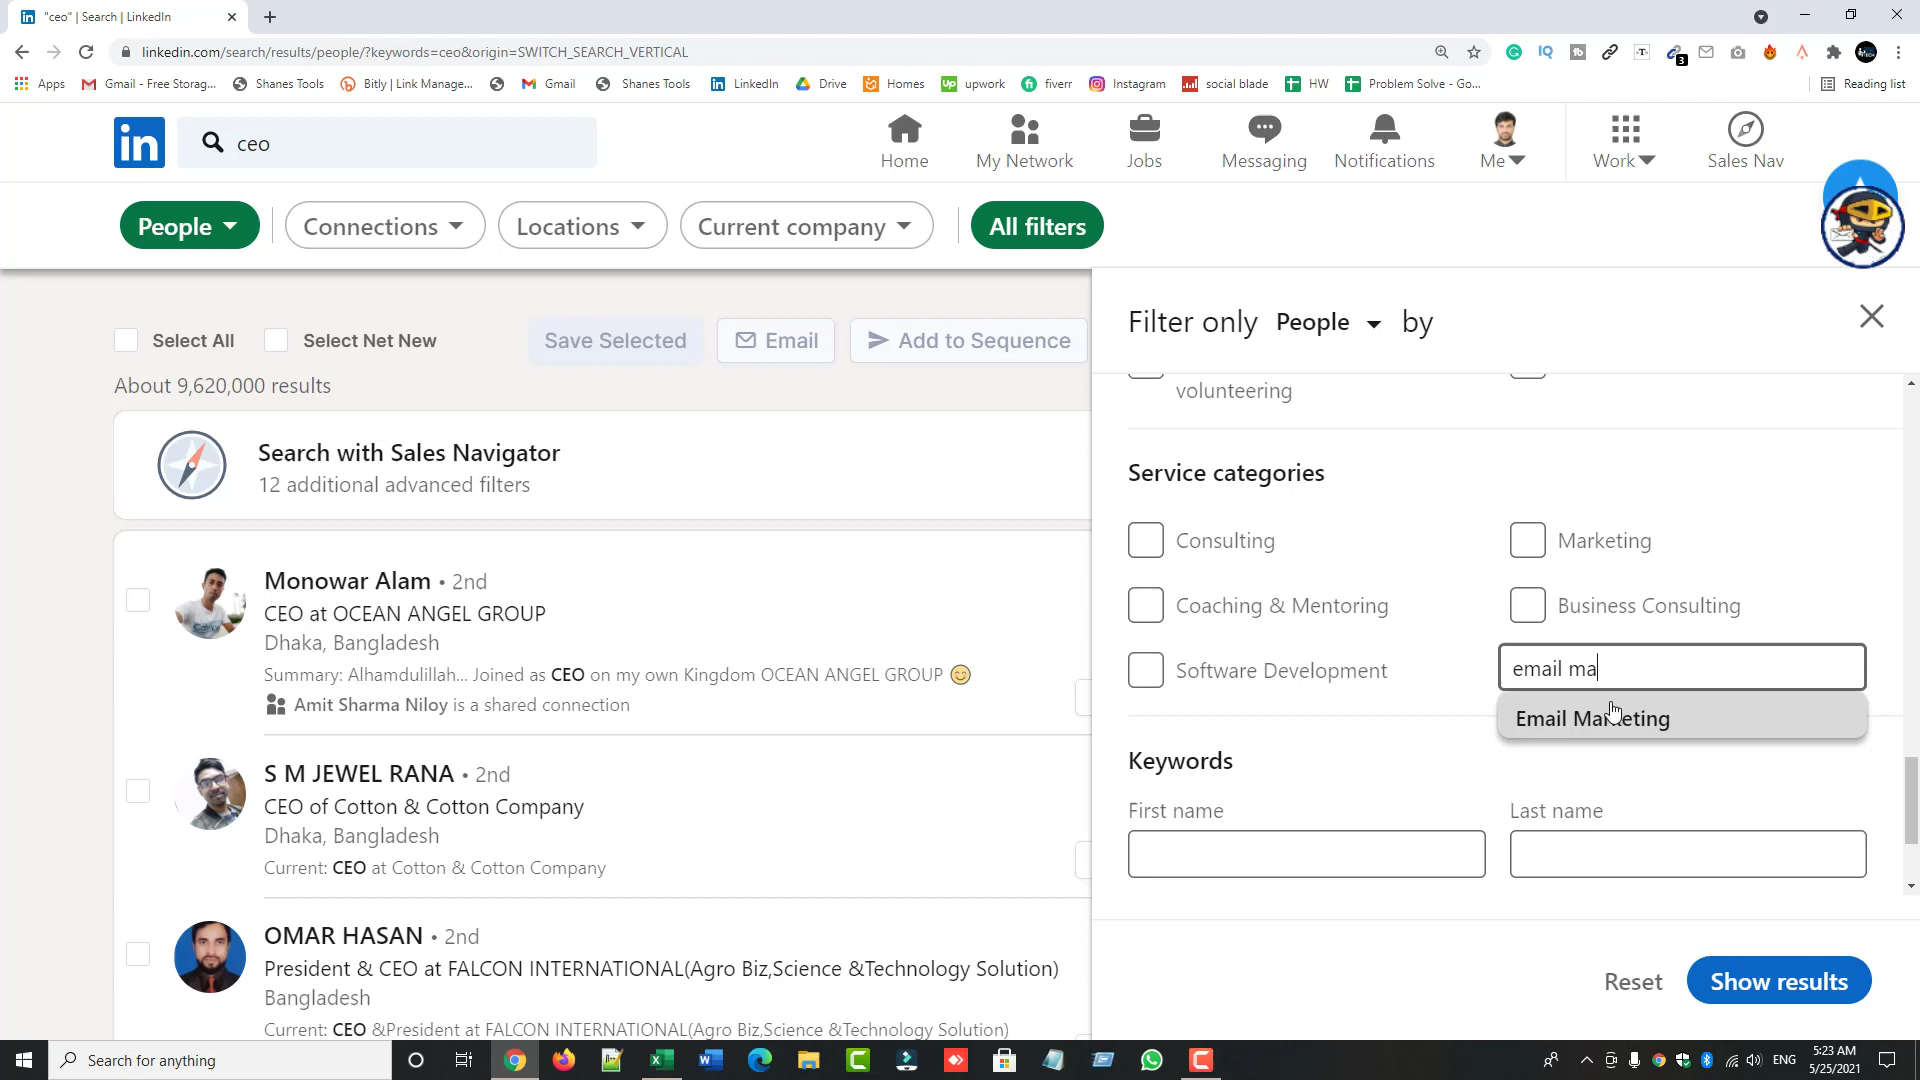 "ceo" | Search | LinkedIn
linkedin.com/search/results/people/?keywords=ceo&origin=SWITCH_SEARCH_VERTICAL
Apps Gmail - Free Storag... Shanes Tools Bitly | Link Manage... Gmail Shanes Tools LinkedIn Drive Homes upwork fiverr Instagram social blade HW Problem Solve - Go... Reading list
in ceo Home My Network Jobs Messaging Notifications Me Work Sales Nav
People Connections Locations Current company All filters
Filter only People by
Select All Select Net New Save Selected Email Add to Sequence
About 9,620,000 results
volunteering
Search with Sales Navigator
12 additional advanced filters
Service categories
Consulting Marketing
Coaching & Mentoring Business Consulting
Software Development email ma
Email Marketing
Monowar Alam • 2nd
CEO at OCEAN ANGEL GROUP
Dhaka, Bangladesh
Summary: Alhamdulillah... Joined as CEO on my own Kingdom OCEAN ANGEL GROUP 😊
Amit Sharma Niloy is a shared connection
Keywords
First name Last name
S M JEWEL RANA • 2nd
CEO of Cotton & Cotton Company
Dhaka, Bangladesh
Current: CEO at Cotton & Cotton Company
OMAR HASAN • 2nd
President & CEO at FALCON INTERNATIONAL(Agro Biz,Science &Technology Solution)
Bangladesh
Current: CEO &President at FALCON INTERNATIONAL(Agro Biz,Science &Technology Solution)
Reset Show results
Search for anything
ENG 5:23 AM
5/25/2021